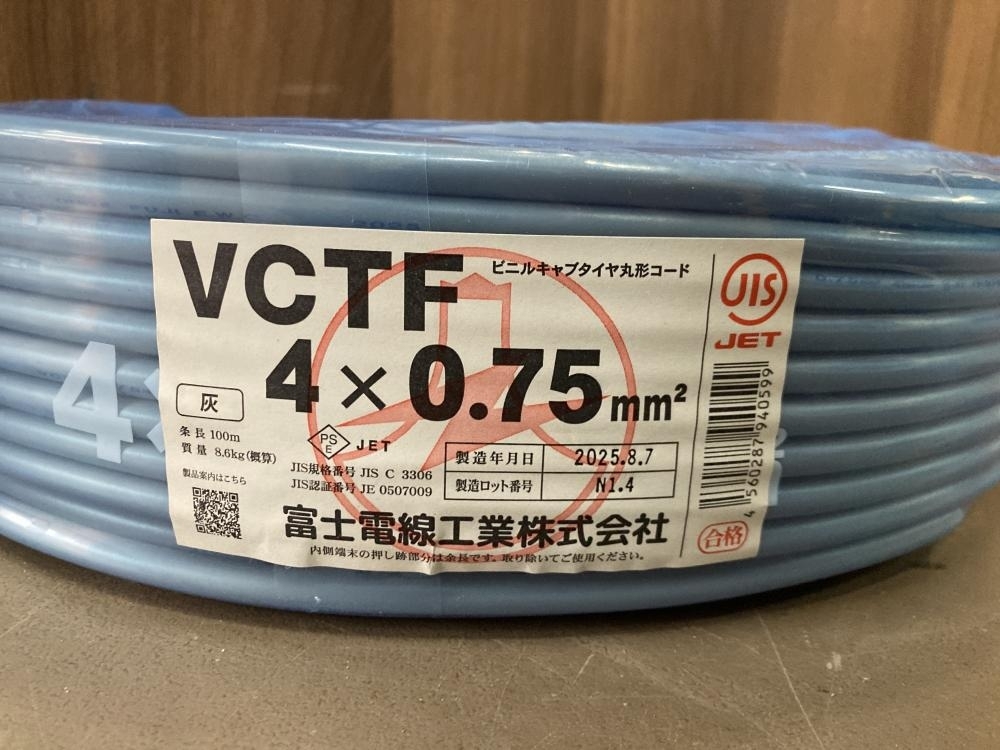 VCTF
ビニルキャブタイヤ丸形コード
4×0.75mm²
灰
条長 100m
質量 8.6kg(概算)
製品案内はこちら
PS
E
JET
JIS規格番号 JIS C 3306
JIS認証番号 JE 0507009
製造年月日 2025.8.7
製造ロット番号 N1.4
富士電線工業株式会社
内側端末の押し跡部分は余長です。取り除いてご使用ください。
JIS
JET
4 560287 940599
合格
4×